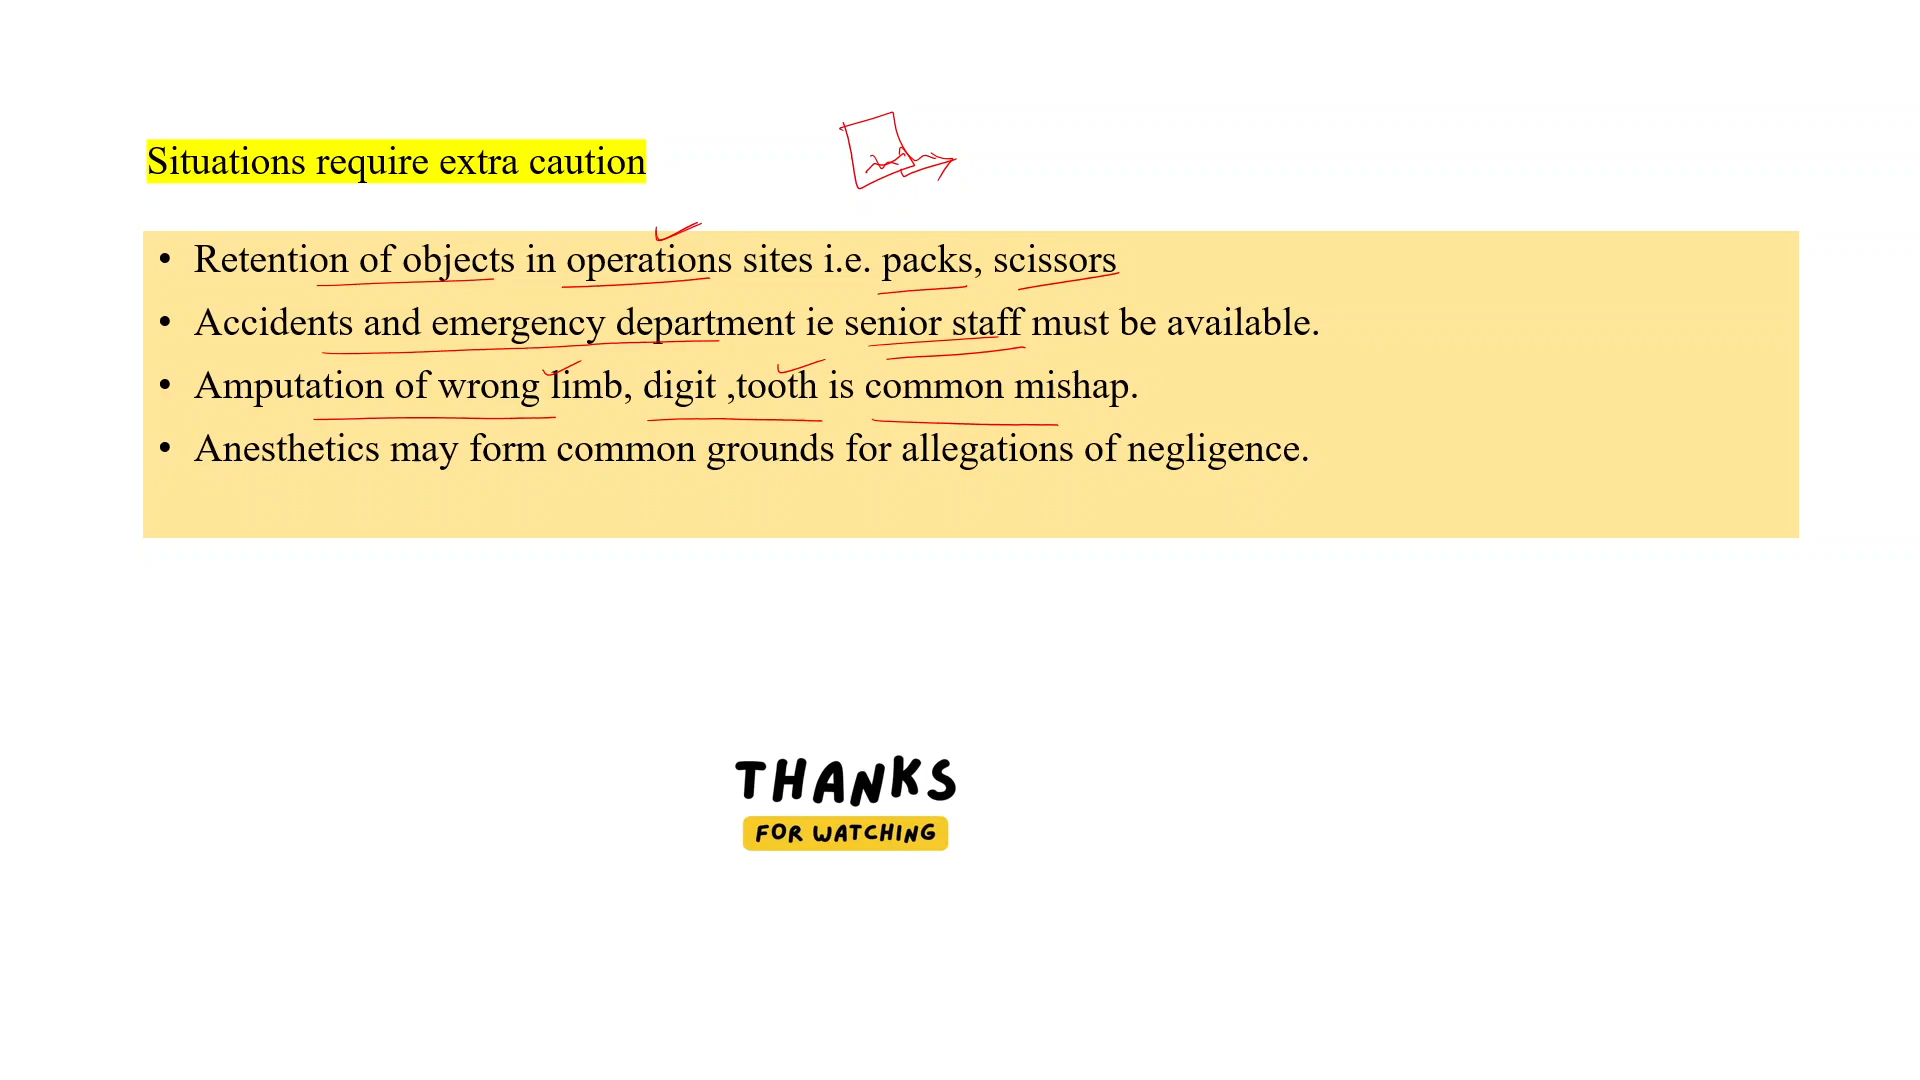 Situations require extra caution
• Retention of objects in operations sites i.e. packs, scissors
• Accidents and emergency department ie senior staff must be available.
• Amputation of wrong limb, digit ,tooth is common mishap.
• Anesthetics may form common grounds for allegations of negligence.
THANKS
FOR WATCHING